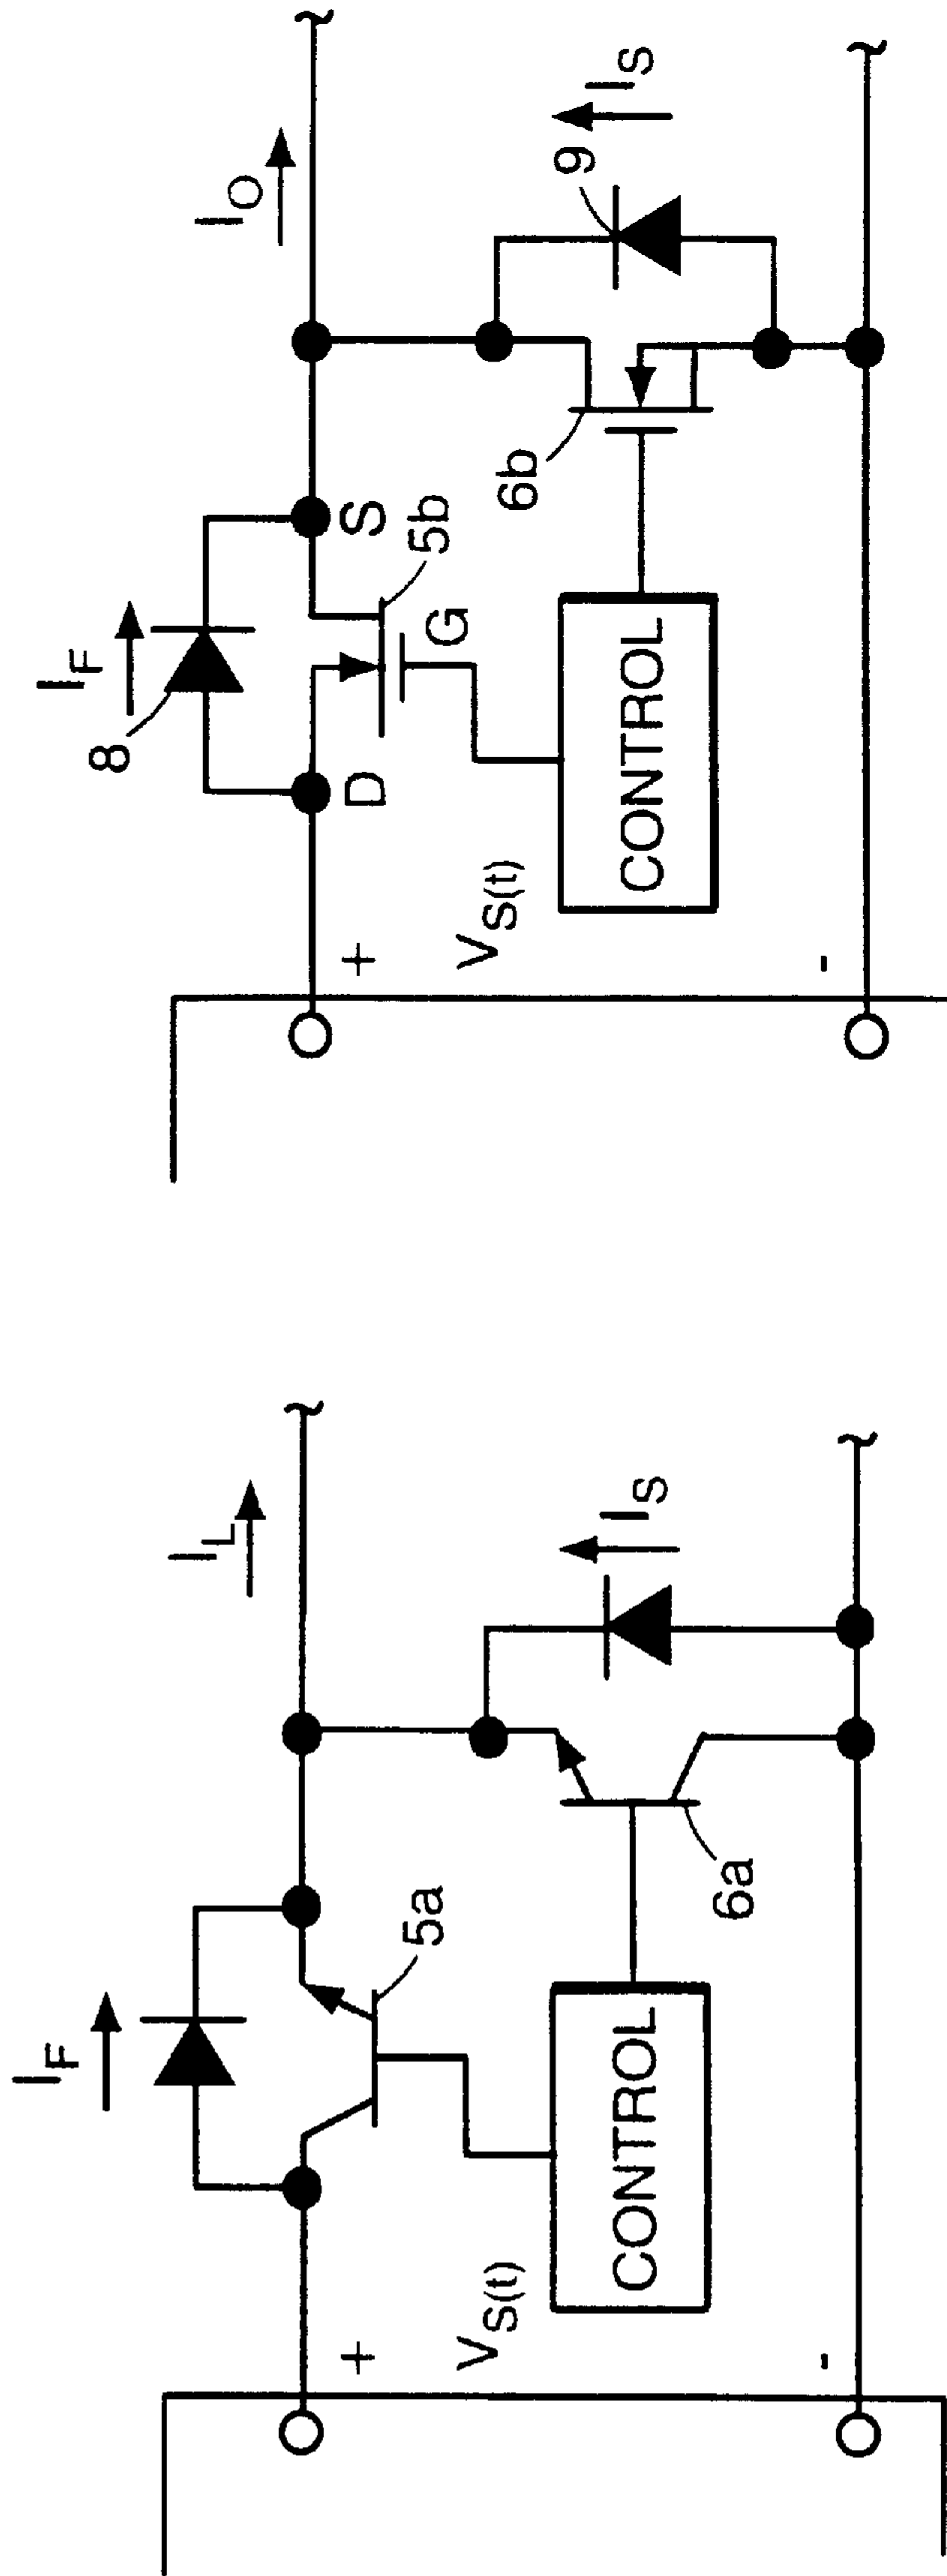 I_F
I_L
5a
I_S
+
V_S(t)
CONTROL
6a
-
I_F
8
I_O
D
S
G
5b
9
I_S
+
V_S(t)
6b
CONTROL
-